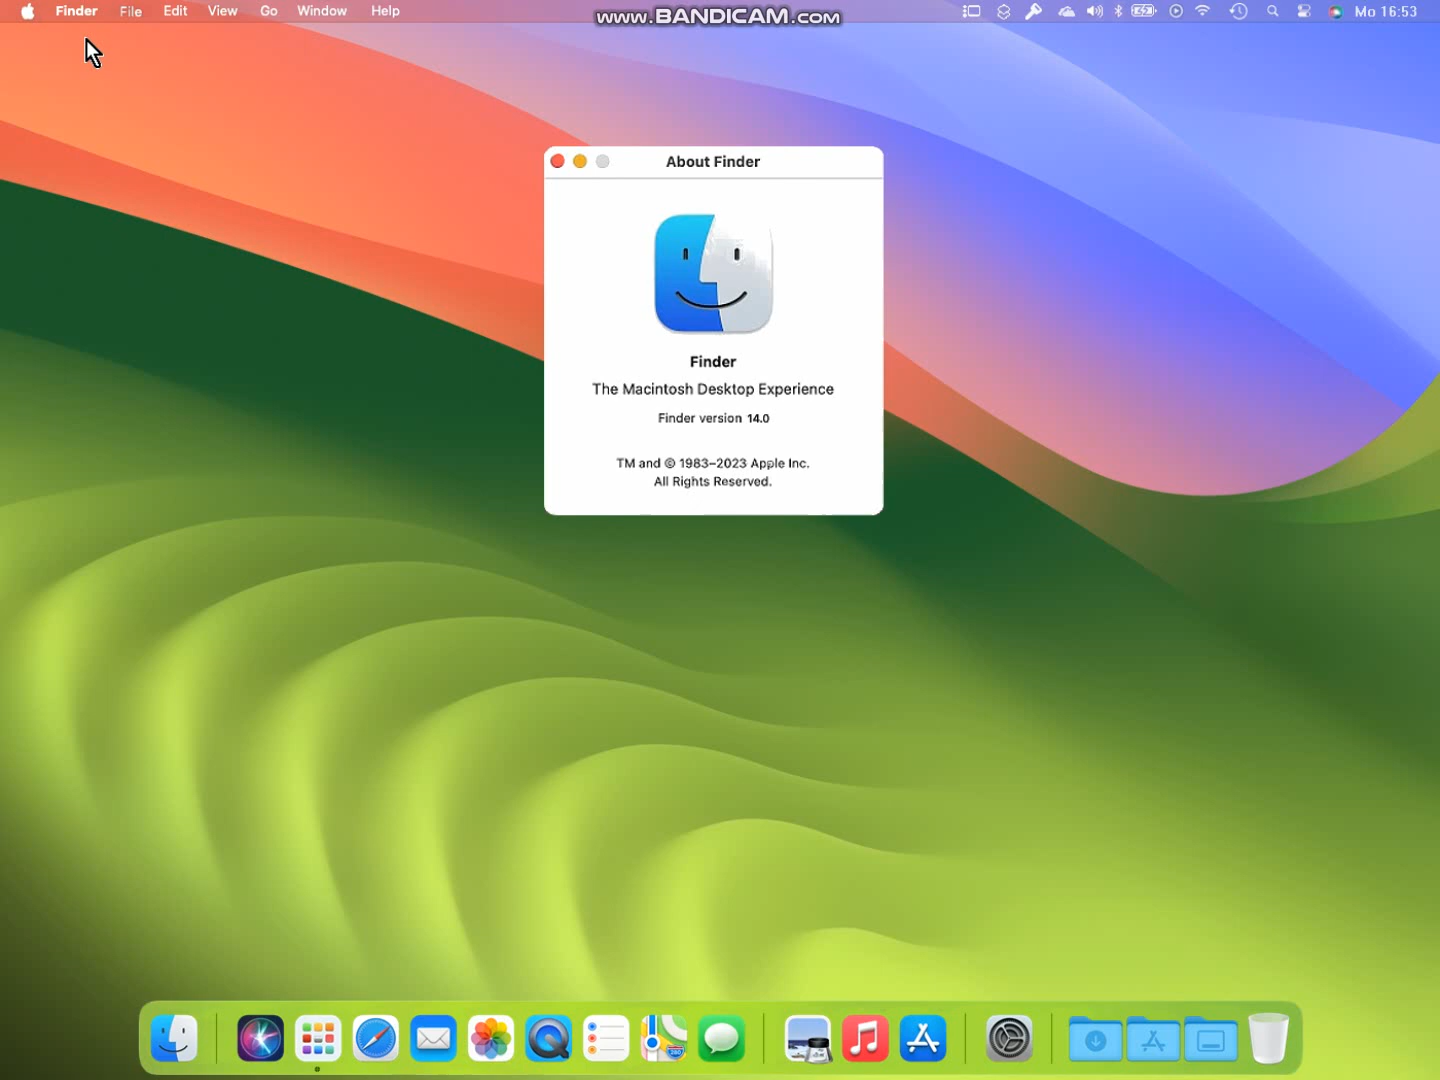 Finder File Edit View Go Window Help
www.BANDICAM.com
Mo 16:53
About Finder
Finder
The Macintosh Desktop Experience
Finder version 14.0
TM and © 1983–2023 Apple Inc.
All Rights Reserved.